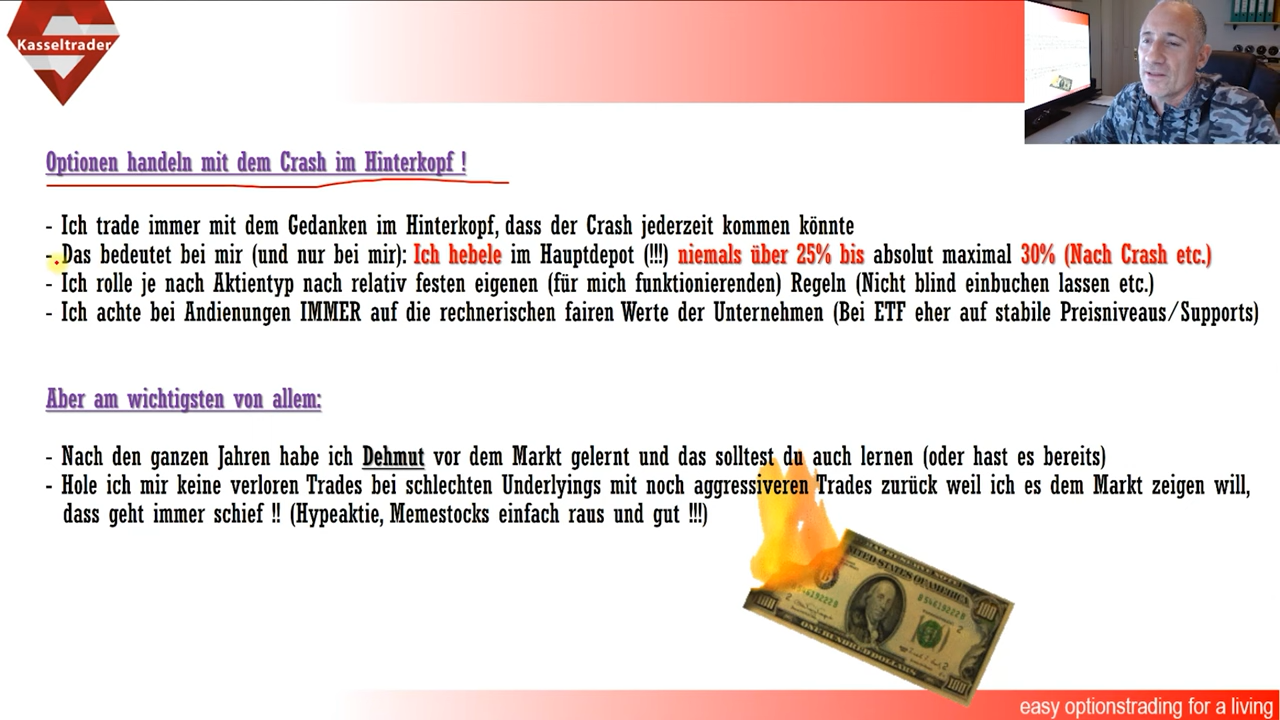 Kasseltrader
Optionen handeln mit dem Crash im Hinterkopf !
- Ich trade immer mit dem Gedanken im Hinterkopf, dass der Crash jederzeit kommen könnte
- Das bedeutet bei mir (und nur bei mir): Ich hebele im Hauptdepot (!!!) niemals über 25% bis absolut maximal 30% (Nach Crash etc.)
- Ich rolle je nach Aktientyp nach relativ festen eigenen (für mich funktionierenden) Regeln (Nicht blind einbuchen lassen etc.)
- Ich achte bei Andienungen IMMER auf die rechnerischen fairen Werte der Unternehmen (Bei ETF eher auf stabile Preisniveaus/Supports)
Aber am wichtigsten von allem:
- Nach den ganzen Jahren habe ich Dehmut vor dem Markt gelernt und das solltest du auch lernen (oder hast es bereits)
- Hole ich mir keine verloren Trades bei schlechten Underlyings mit noch aggressiveren Trades zurück weil ich es dem Markt zeigen will,
dass geht immer schief !! (Hypeaktie, Memestocks einfach raus und gut !!!)
100
ONE HUNDRED DOLLARS
100
100
easy optionstrading for a living